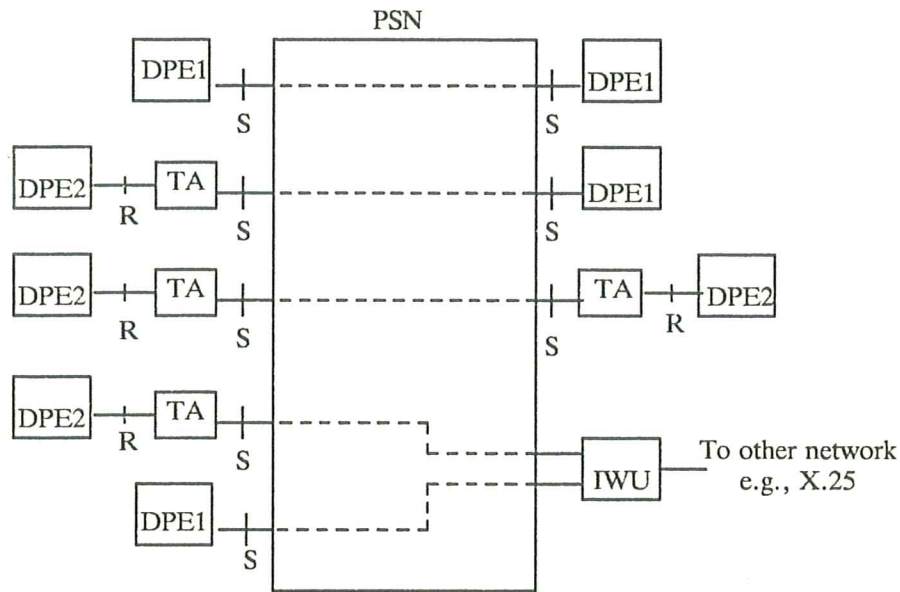 PSN
DPE1
S
S
DPE1
DPE2
R
TA
S
S
DPE1
DPE2
R
TA
S
S
TA
R
DPE2
DPE2
R
TA
S
IWU
To other network
e.g., X.25
DPE1
S